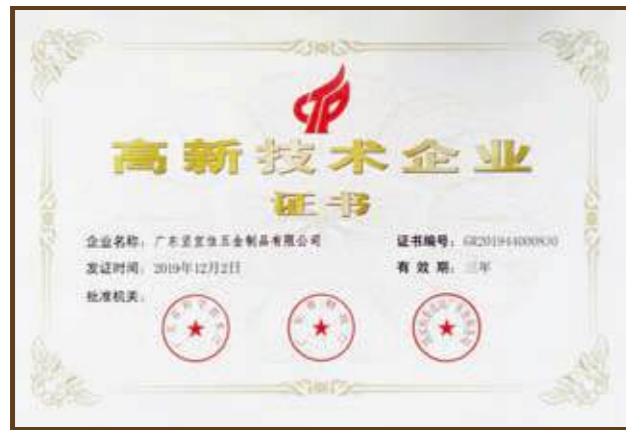 高新技术企业
证书
企业名称：广东坚宜佳五金制品有限公司 证书编号：GR201944000830
发证时间：2019年12月2日 有效期：三年
批准机关：